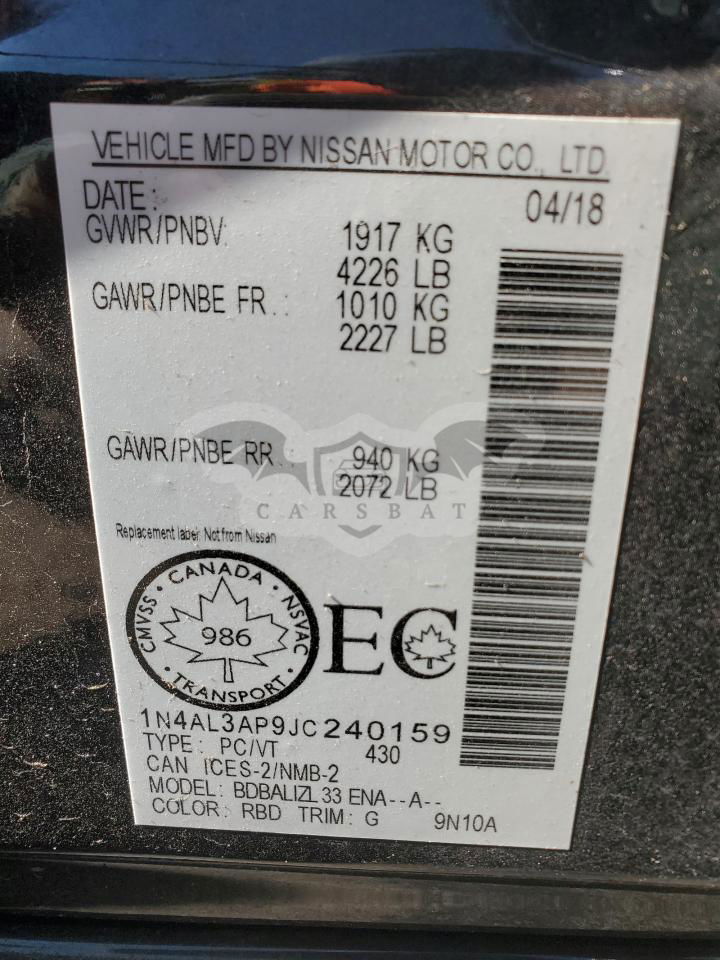 VEHICLE MFD BY NISSAN MOTOR CO., LTD.
DATE: 04/18
GVWR/PNBV: 1917 KG
4226 LB
GAWR/PNBE FR.: 1010 KG
2227 LB
GAWR/PNBE RR.: 940 KG
2072 LB
CARSBAT
Replacement label: Not from Nissan
CANADA
CMVSS · NSVAC
986
TRANSPORT
EC
1N4AL3AP9JC240159
TYPE: PC/VT 430
CAN ICES-2/NMB-2
MODEL: BDBALIZL 33 ENA--A--
COLOR: RBD TRIM: G 9N10A